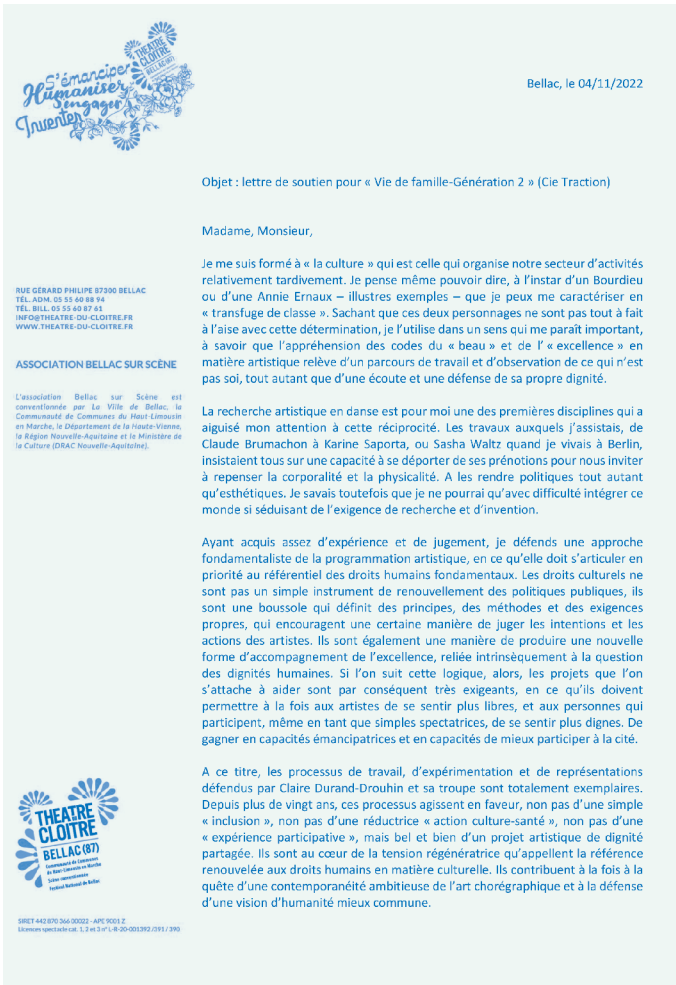 S'émanciper
Humaniser
S'engager
Inventer
THEATRE
CLOITRE
BELLAC (87)
Bellac, le 04/11/2022
Objet : lettre de soutien pour « Vie de famille-Génération 2 » (Cie Traction)
Madame, Monsieur,
Je me suis formé à « la culture » qui est celle qui organise notre secteur d'activités
relativement tardivement. Je pense même pouvoir dire, à l'instar d'un Bourdieu
ou d'une Annie Ernaux – illustres exemples – que je peux me caractériser en
« transfuge de classe ». Sachant que ces deux personnages ne sont pas tout à fait
à l'aise avec cette détermination, je l'utilise dans un sens qui me paraît important,
à savoir que l'appréhension des codes du « beau » et de l' « excellence » en
matière artistique relève d'un parcours de travail et d'observation de ce qui n'est
pas soi, tout autant que d'une écoute et une défense de sa propre dignité.
La recherche artistique en danse est pour moi une des premières disciplines qui a
aiguisé mon attention à cette réciprocité. Les travaux auxquels j'assistais, de
Claude Brumachon à Karine Saporta, ou Sasha Waltz quand je vivais à Berlin,
insistaient tous sur une capacité à se déporter de ses prénotions pour nous inviter
à repenser la corporalité et la physicalité. A les rendre politiques tout autant
qu'esthétiques. Je savais toutefois que je ne pourrai qu'avec difficulté intégrer ce
monde si séduisant de l'exigence de recherche et d'invention.
Ayant acquis assez d'expérience et de jugement, je défends une approche
fondamentaliste de la programmation artistique, en ce qu'elle doit s'articuler en
priorité au référentiel des droits humains fondamentaux. Les droits culturels ne
sont pas un simple instrument de renouvellement des politiques publiques, ils
sont une boussole qui définit des principes, des méthodes et des exigences
propres, qui encouragent une certaine manière de juger les intentions et les
actions des artistes. Ils sont également une manière de produire une nouvelle
forme d'accompagnement de l'excellence, reliée intrinsèquement à la question
des dignités humaines. Si l'on suit cette logique, alors, les projets que l'on
s'attache à aider sont par conséquent très exigeants, en ce qu'ils doivent
permettre à la fois aux artistes de se sentir plus libres, et aux personnes qui
participent, même en tant que simples spectatrices, de se sentir plus dignes. De
gagner en capacités émancipatrices et en capacités de mieux participer à la cité.
A ce titre, les processus de travail, d'expérimentation et de représentations
défendus par Claire Durand-Drouhin et sa troupe sont totalement exemplaires.
Depuis plus de vingt ans, ces processus agissent en faveur, non pas d'une simple
« inclusion », non pas d'une réductrice « action culture-santé », non pas d'une
« expérience participative », mais bel et bien d'un projet artistique de dignité
partagée. Ils sont au cœur de la tension régénératrice qu'appellent la référence
renouvelée aux droits humains en matière culturelle. Ils contribuent à la fois à la
quête d'une contemporanéité ambitieuse de l'art chorégraphique et à la défense
d'une vision d'humanité mieux commune.
RUE GÉRARD PHILIPE 87300 BELLAC
TÉL. ADM. 05 55 60 88 94
TÉL. BILL. 05 55 60 87 61
INFO@THEATRE-DU-CLOITRE.FR
WWW.THEATRE-DU-CLOITRE.FR
ASSOCIATION BELLAC SUR SCÈNE
L'association Bellac sur Scène est
conventionnée par La Ville de Bellac, la
Communauté de Communes du Haut-Limousin
en Marche, le Département de la Haute-Vienne,
la Région Nouvelle-Aquitaine et le Ministère de
la Culture (DRAC Nouvelle-Aquitaine).
THEATRE
CLOITRE
BELLAC (87)
Communauté de Communes
du Haut-Limousin en Marche
Scène conventionnée
Festival National de Bellac
SIRET 442 870 366 00022 - APE 9001 Z
Licences spectacle cat. 1, 2 et 3 n° L-R-20-001392 /391 / 390